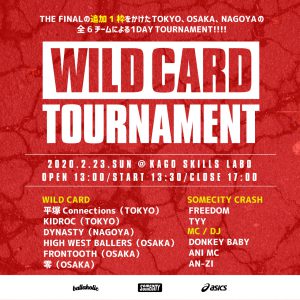 THE FINALの追加1枠をかけたTOKYO、OSAKA、NAGOYAの
全6チームによる1DAY TOURNAMENT!!!!
WILD CARD
TOURNAMENT
2020.2.23.SUN @ KAGO SKILLS LABO
OPEN 13:00/START 13:30/CLOSE 17:00
WILD CARD
平塚Connections（TOKYO）
KIDROC（TOKYO）
DYNASTY（NAGOYA）
HIGH WEST BALLERS（OSAKA）
FRONTOOTH（OSAKA）
零（OSAKA）
SOMECITY CRASH
FREEDOM
TYY
MC / DJ
DONKEY BABY
ANI MC
AN-ZI
ballaholic
SOMECITY
asics